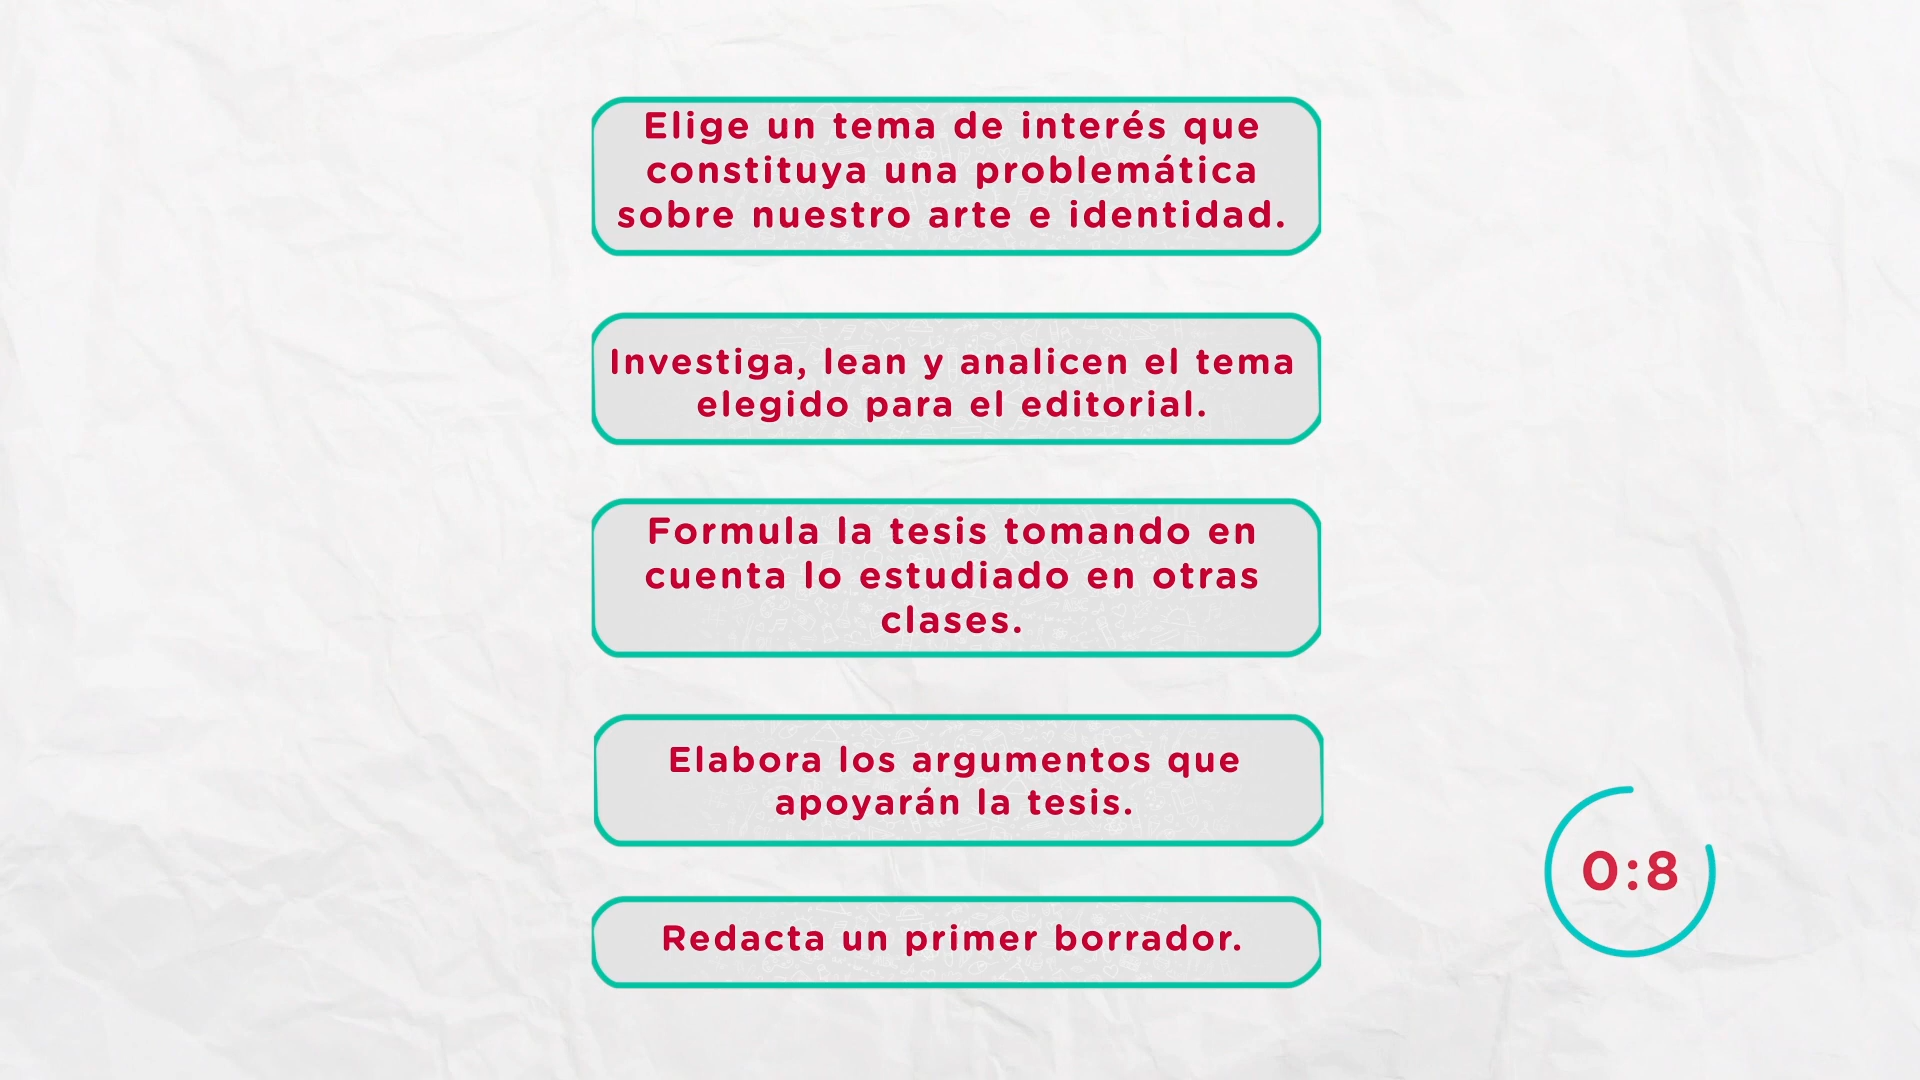 Elige un tema de interés que
constituya una problemática
sobre nuestro arte e identidad.
Investiga, lean y analicen el tema
elegido para el editorial.
Formula la tesis tomando en
cuenta lo estudiado en otras
clases.
Elabora los argumentos que
apoyarán la tesis.
Redacta un primer borrador.
0:8